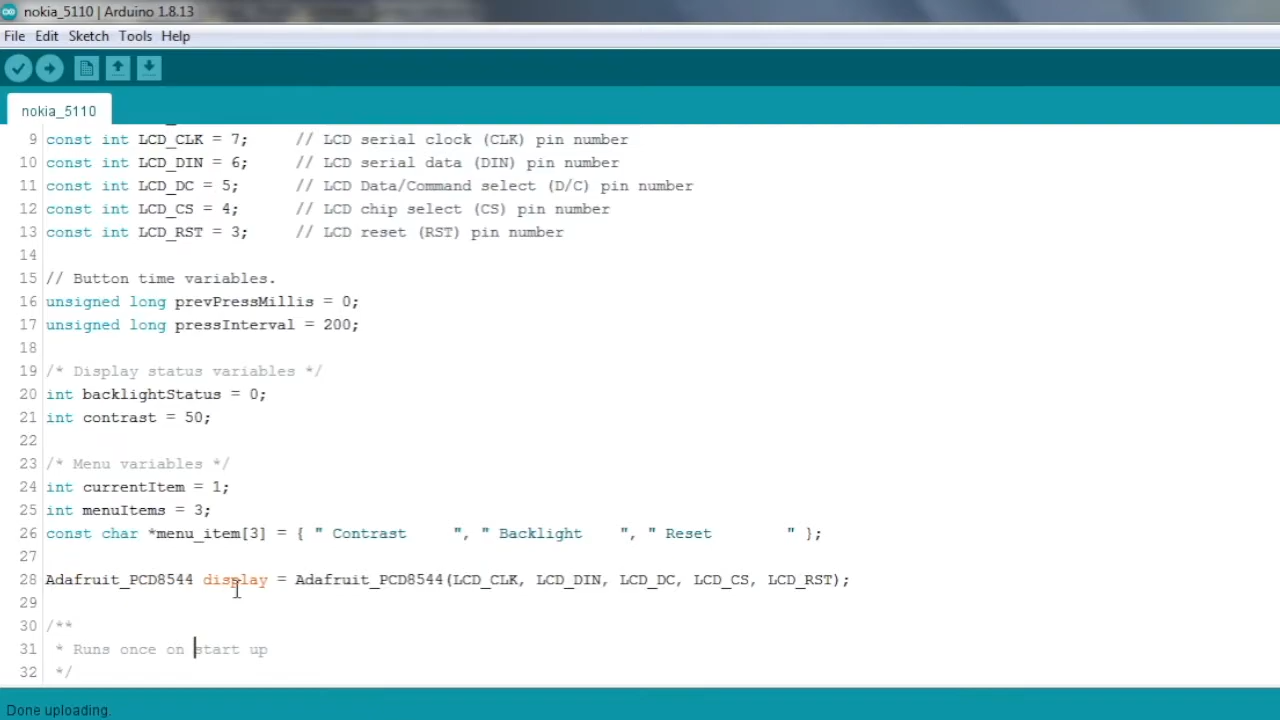 nokia_5110 | Arduino 1.8.13
File Edit Sketch Tools Help
nokia_5110
9 const int LCD_CLK = 7;     // LCD serial clock (CLK) pin number
10 const int LCD_DIN = 6;     // LCD serial data (DIN) pin number
11 const int LCD_DC = 5;      // LCD Data/Command select (D/C) pin number
12 const int LCD_CS = 4;      // LCD chip select (CS) pin number
13 const int LCD_RST = 3;     // LCD reset (RST) pin number
14
15 // Button time variables.
16 unsigned long prevPressMillis = 0;
17 unsigned long pressInterval = 200;
18
19 /* Display status variables */
20 int backlightStatus = 0;
21 int contrast = 50;
22
23 /* Menu variables */
24 int currentItem = 1;
25 int menuItems = 3;
26 const char *menu_item[3] = { " Contrast     ", " Backlight    ", " Reset        " };
27
28 Adafruit_PCD8544 display = Adafruit_PCD8544(LCD_CLK, LCD_DIN, LCD_DC, LCD_CS, LCD_RST);
29
30 /**
31  * Runs once on start up
32  */
Done uploading.